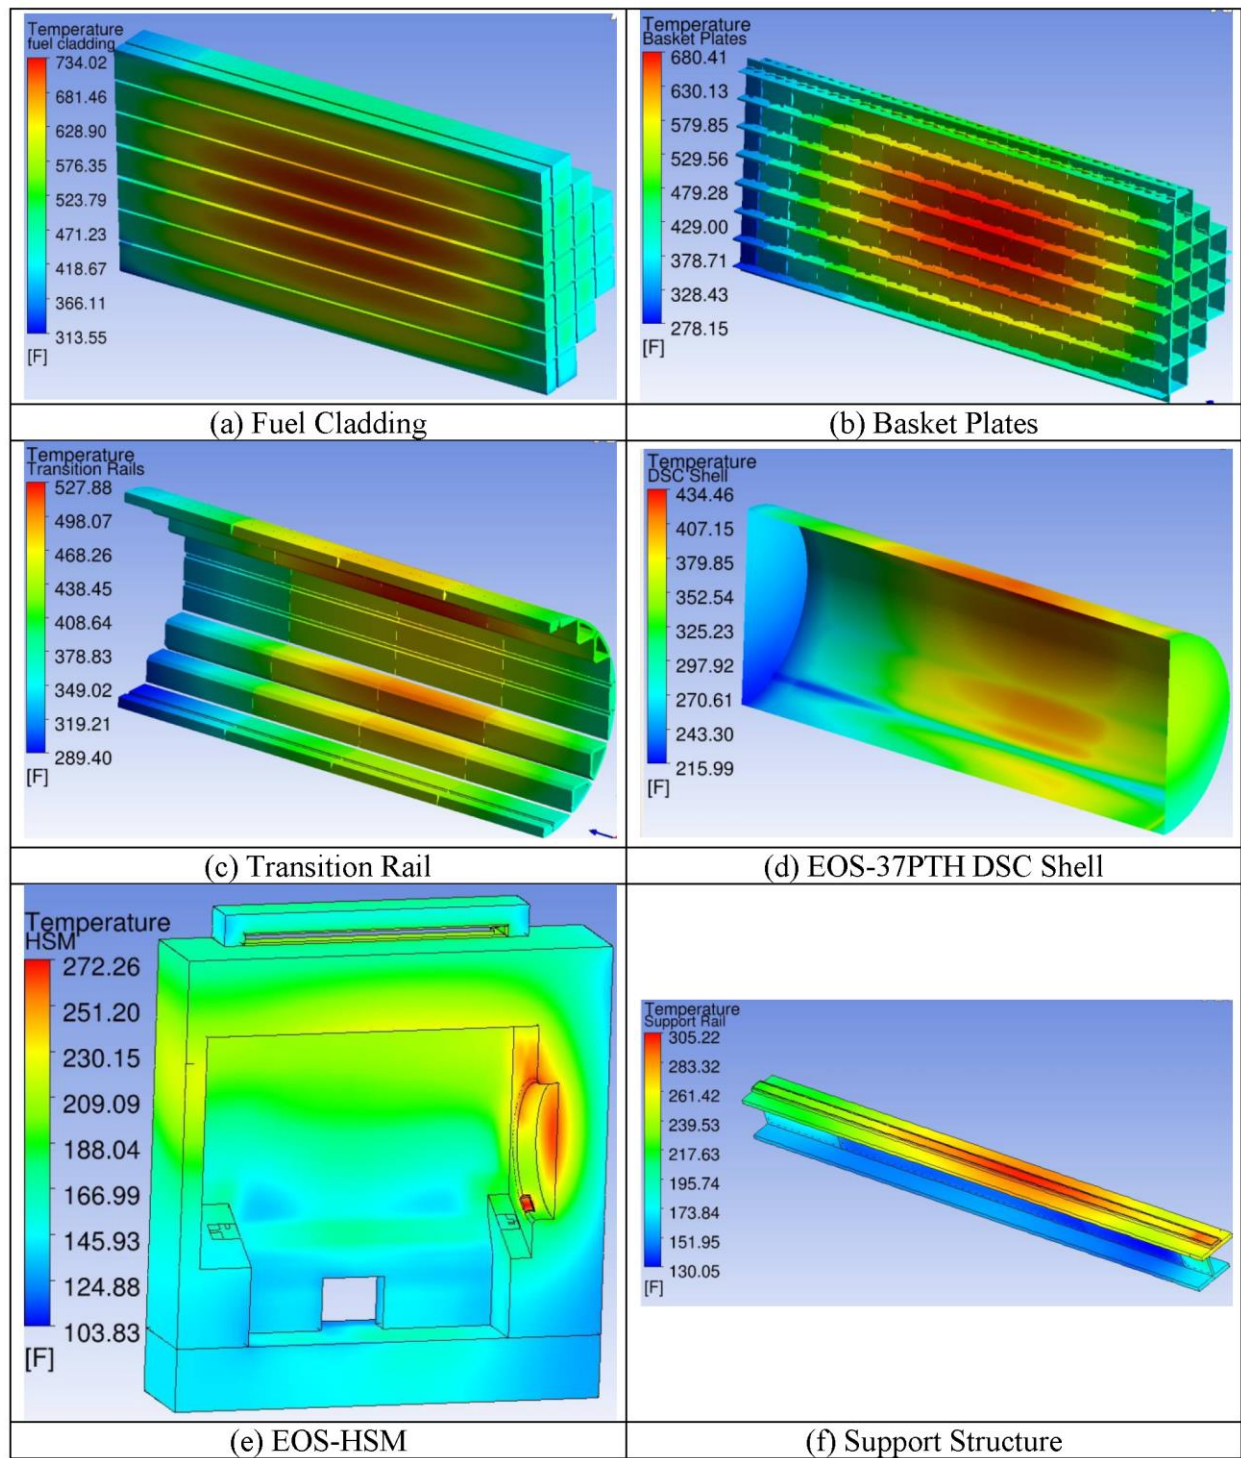 Temperature
fuel cladding
734.02
681.46
628.90
576.35
523.79
471.23
418.67
366.11
313.55
[F]
(a) Fuel Cladding
Temperature
Basket Plates
680.41
630.13
579.85
529.56
479.28
429.00
378.71
328.43
278.15
[F]
(b) Basket Plates
Temperature
Transition Rails
527.88
498.07
468.26
438.45
408.64
378.83
349.02
319.21
289.40
[F]
(c) Transition Rail
Temperature
DSC Shell
434.46
407.15
379.85
352.54
325.23
297.92
270.61
243.30
215.99
[F]
(d) EOS-37PTH DSC Shell
Temperature
HSM
272.26
251.20
230.15
209.09
188.04
166.99
145.93
124.88
103.83
[F]
(e) EOS-HSM
Temperature
Support Rail
305.22
283.32
261.42
239.53
217.63
195.74
173.84
151.95
130.05
[F]
(f) Support Structure